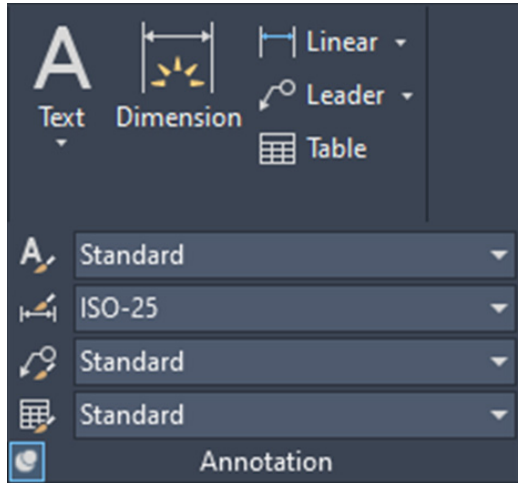 A
Text
Dimension
Linear
Leader
Table
Standard
ISO-25
Standard
Standard
Annotation